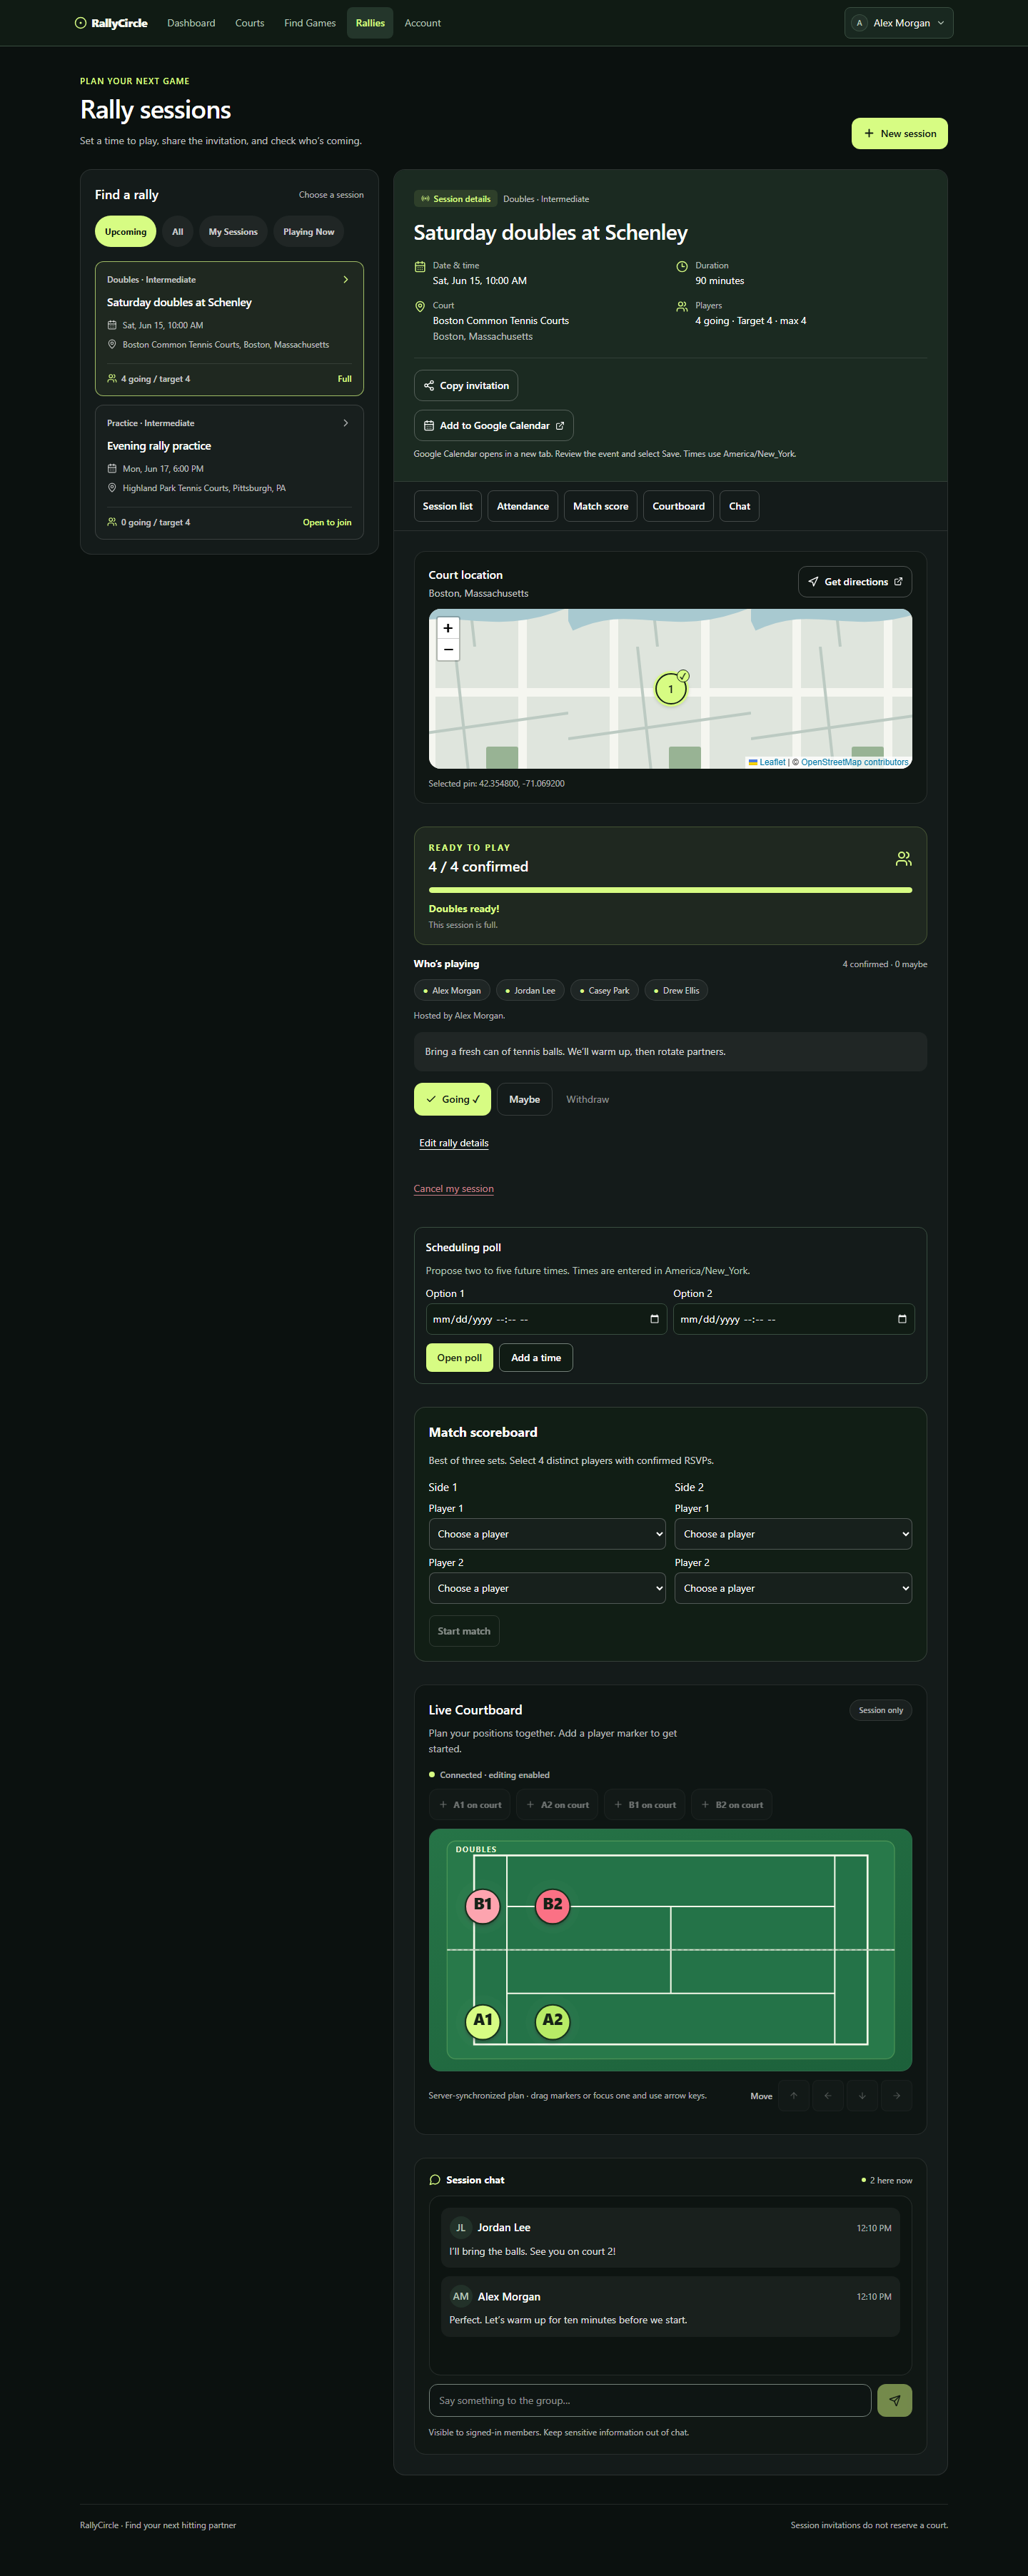 RallyCircle
Dashboard
Courts
Find Games
Rallies
Account
A
Alex Morgan
PLAN YOUR NEXT GAME
Rally sessions
Set a time to play, share the invitation, and check who's coming.
New session
Find a rally
Choose a session
Upcoming
All
My Sessions
Playing Now
Doubles · Intermediate
Saturday doubles at Schenley
Sat, Jun 15, 10:00 AM
Boston Common Tennis Courts, Boston, Massachusetts
4 going / target 4
Full
Practice · Intermediate
Evening rally practice
Mon, Jun 17, 6:00 PM
Highland Park Tennis Courts, Pittsburgh, PA
0 going / target 4
Open to join
Session details
Doubles · Intermediate
Saturday doubles at Schenley
Date & time
Sat, Jun 15, 10:00 AM
Duration
90 minutes
Court
Boston Common Tennis Courts
Boston, Massachusetts
Players
4 going · Target 4 · max 4
Copy invitation
Add to Google Calendar
Google Calendar opens in a new tab. Review the event and select Save. Times use America/New_York.
Session list
Attendance
Match score
Courtboard
Chat
Court location
Boston, Massachusetts
Get directions
+
−
1
Leaflet | © OpenStreetMap contributors
Selected pin: 42.354800, -71.069200
READY TO PLAY
4 / 4 confirmed
Doubles ready!
This session is full.
Who's playing
4 confirmed · 0 maybe
Alex Morgan
Jordan Lee
Casey Park
Drew Ellis
Hosted by Alex Morgan.
Bring a fresh can of tennis balls. We'll warm up, then rotate partners.
Going ✓
Maybe
Withdraw
Edit rally details
Cancel my session
Scheduling poll
Propose two to five future times. Times are entered in America/New_York.
Option 1
Option 2
mm/dd/yyyy --:-- --
mm/dd/yyyy --:-- --
Open poll
Add a time
Match scoreboard
Best of three sets. Select 4 distinct players with confirmed RSVPs.
Side 1
Side 2
Player 1
Player 1
Choose a player
Choose a player
Player 2
Player 2
Choose a player
Choose a player
Start match
Live Courtboard
Session only
Plan your positions together. Add a player marker to get
started.
Connected · editing enabled
A1 on court
A2 on court
B1 on court
B2 on court
DOUBLES
B1
B2
A1
A2
Server-synchronized plan · drag markers or focus one and use arrow keys.
Move
Session chat
2 here now
JL
Jordan Lee
12:10 PM
I'll bring the balls. See you on court 2!
AM
Alex Morgan
12:10 PM
Perfect. Let's warm up for ten minutes before we start.
Say something to the group...
Visible to signed-in members. Keep sensitive information out of chat.
RallyCircle · Find your next hitting partner
Session invitations do not reserve a court.